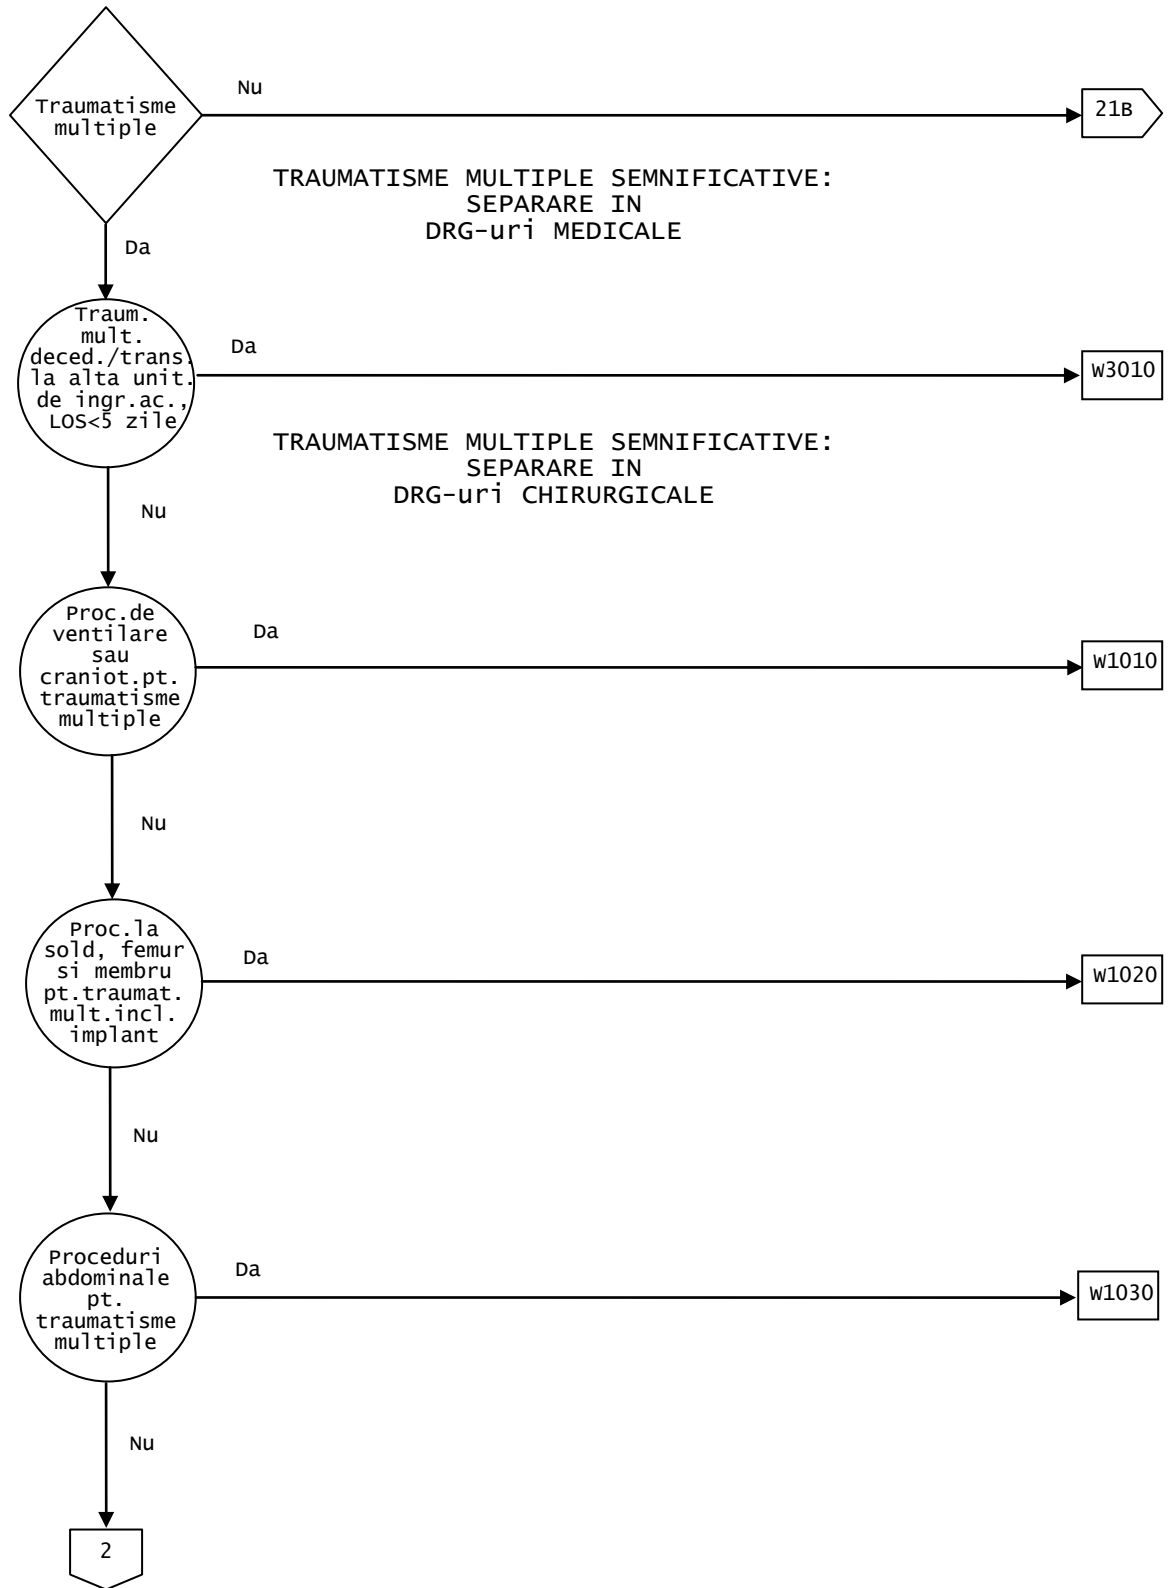 Nu
Traumatisme
multiple
21B
TRAUMATISME MULTIPLE SEMNIFICATIVE:
SEPARARE IN
DRG-uri MEDICALE
Da
Traum.
mult.
deced./trans.
la alta unit.
de ingr.ac.,
LOS<5 zile
Da
W3010
TRAUMATISME MULTIPLE SEMNIFICATIVE:
SEPARARE IN
DRG-uri CHIRURGICALE
Nu
Proc.de
ventilare
sau
craniot.pt.
traumatisme
multiple
Da
W1010
Nu
Proc.la
sold, femur
si membru
pt.traumat.
mult.incl.
implant
Da
W1020
Nu
Proceduri
abdominale
pt.
traumatisme
multiple
Da
W1030
Nu
2